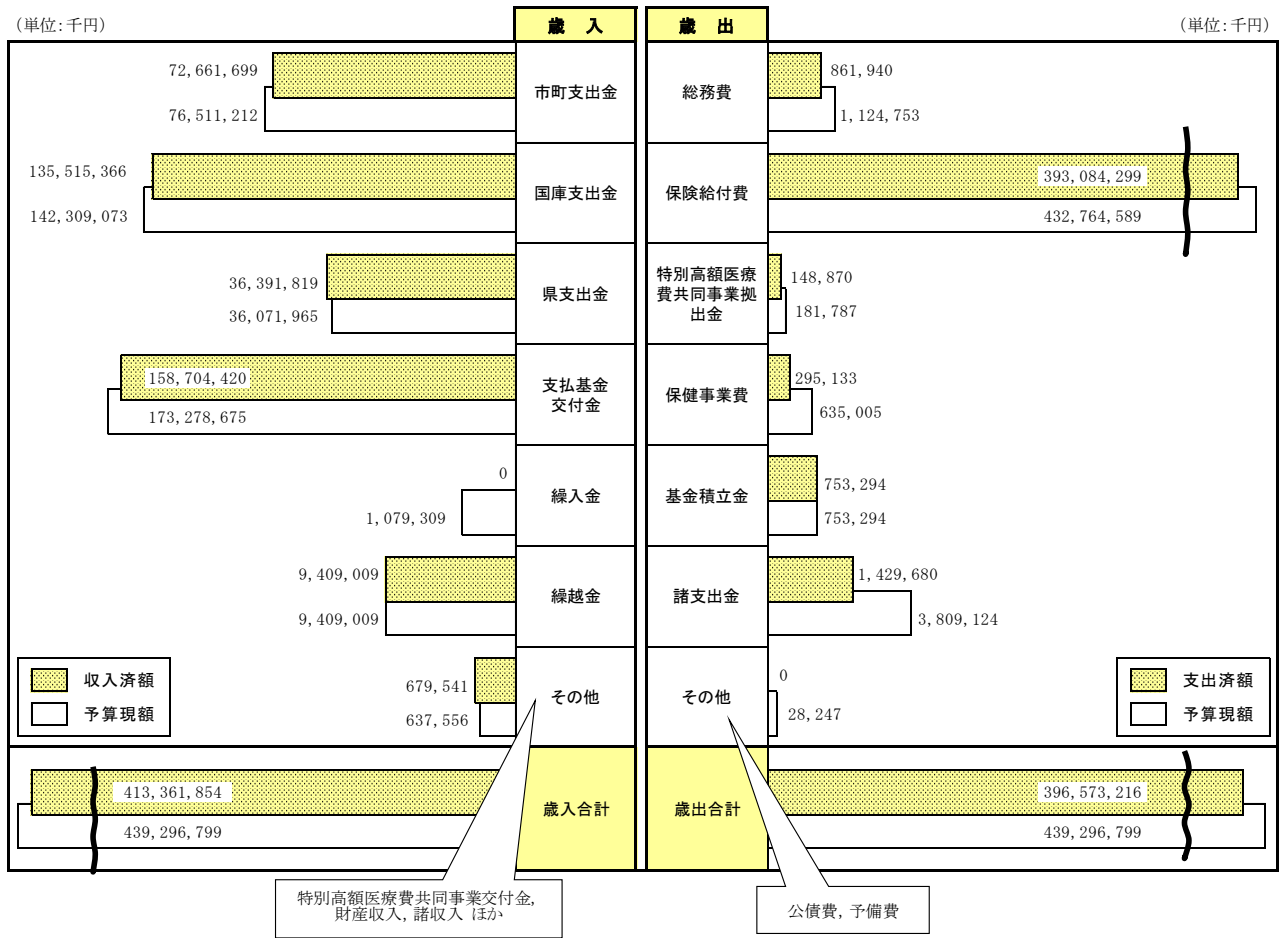 (単位:千円)
歳 入
歳 出
(単位:千円)
72,661,699
76,511,212
市町支出金
総務費
861,940
1,124,753
135,515,366
142,309,073
国庫支出金
保険給付費
393,084,299
432,764,589
36,391,819
36,071,965
県支出金
特別高額医療
費共同事業拠
出金
148,870
181,787
158,704,420
173,278,675
支払基金
交付金
保健事業費
295,133
635,005
0
1,079,309
繰入金
基金積立金
753,294
753,294
9,409,009
9,409,009
繰越金
諸支出金
1,429,680
3,809,124
収入済額
予算現額
679,541
637,556
その他
その他
0
28,247
支出済額
予算現額
413,361,854
439,296,799
歳入合計
歳出合計
396,573,216
439,296,799
特別高額医療費共同事業交付金,
財産収入, 諸収入 ほか
公債費, 予備費